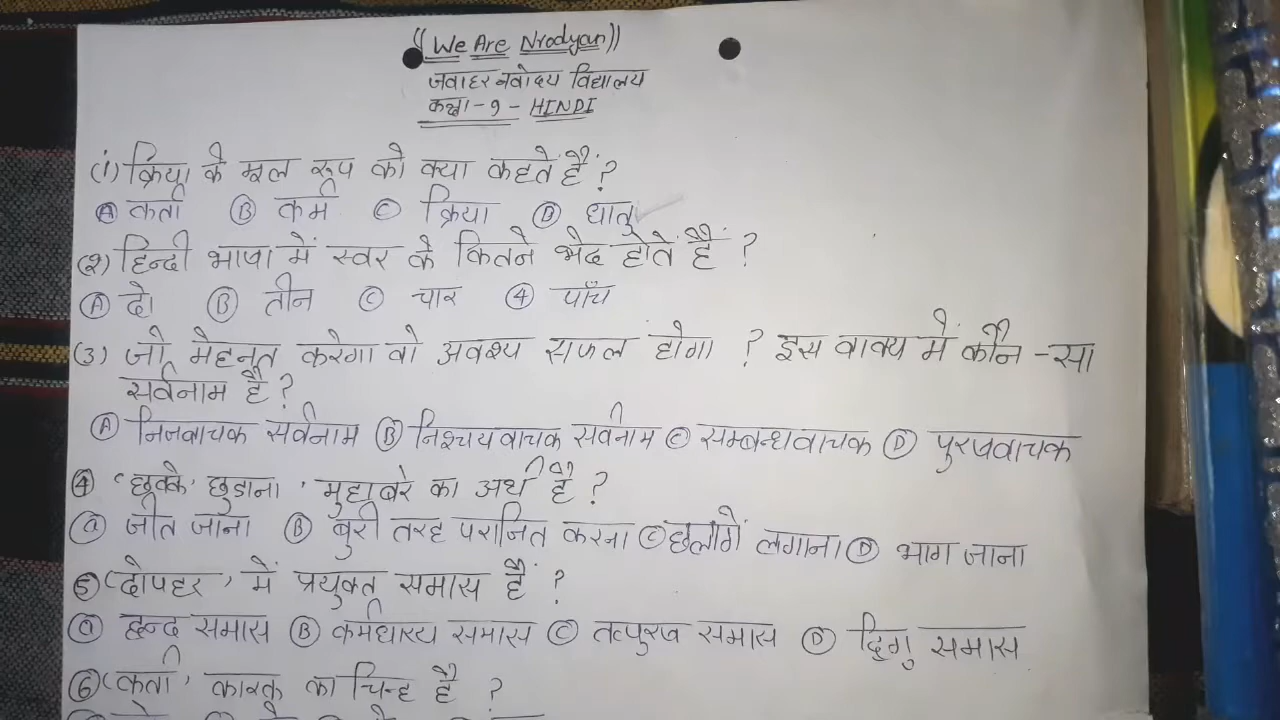 ((We Are Nrodyan))
जवाहर नवोदय विद्यालय
कक्षा - 9 - HINDI
(1) क्रिया के मूल रूप को क्या कहते हैं ?
Ⓐ कर्ता Ⓑ कर्म Ⓒ क्रिया Ⓓ धातु
(2) हिन्दी भाषा में स्वर के कितने भेद होते हैं ?
Ⓐ दो Ⓑ तीन Ⓒ चार ④ पाँच
(3) जो मेहनत करेगा वो अवश्य सफल होगा ? इस वाक्य में कौन -सा
सर्वनाम है ?
Ⓐ निजवाचक सर्वनाम Ⓑ निश्चयवाचक सर्वनाम Ⓒ सम्बन्धवाचक Ⓓ पुरुषवाचक
④ 'छक्के' छुड़ाना ' मुहाबरे का अर्थ है ?
ⓐ जीत जाना Ⓑ बुरी तरह पराजित करना Ⓒ छलांगें लगाना Ⓓ भाग जाना
⑤ 'दोपहर' में प्रयुक्त समास हैं ?
ⓐ द्वन्द समास Ⓑ कर्मधारय समास Ⓒ तत्पुरुष समास Ⓓ द्विगु समास
⑥ 'कर्ता' कारक का चिन्ह है ?